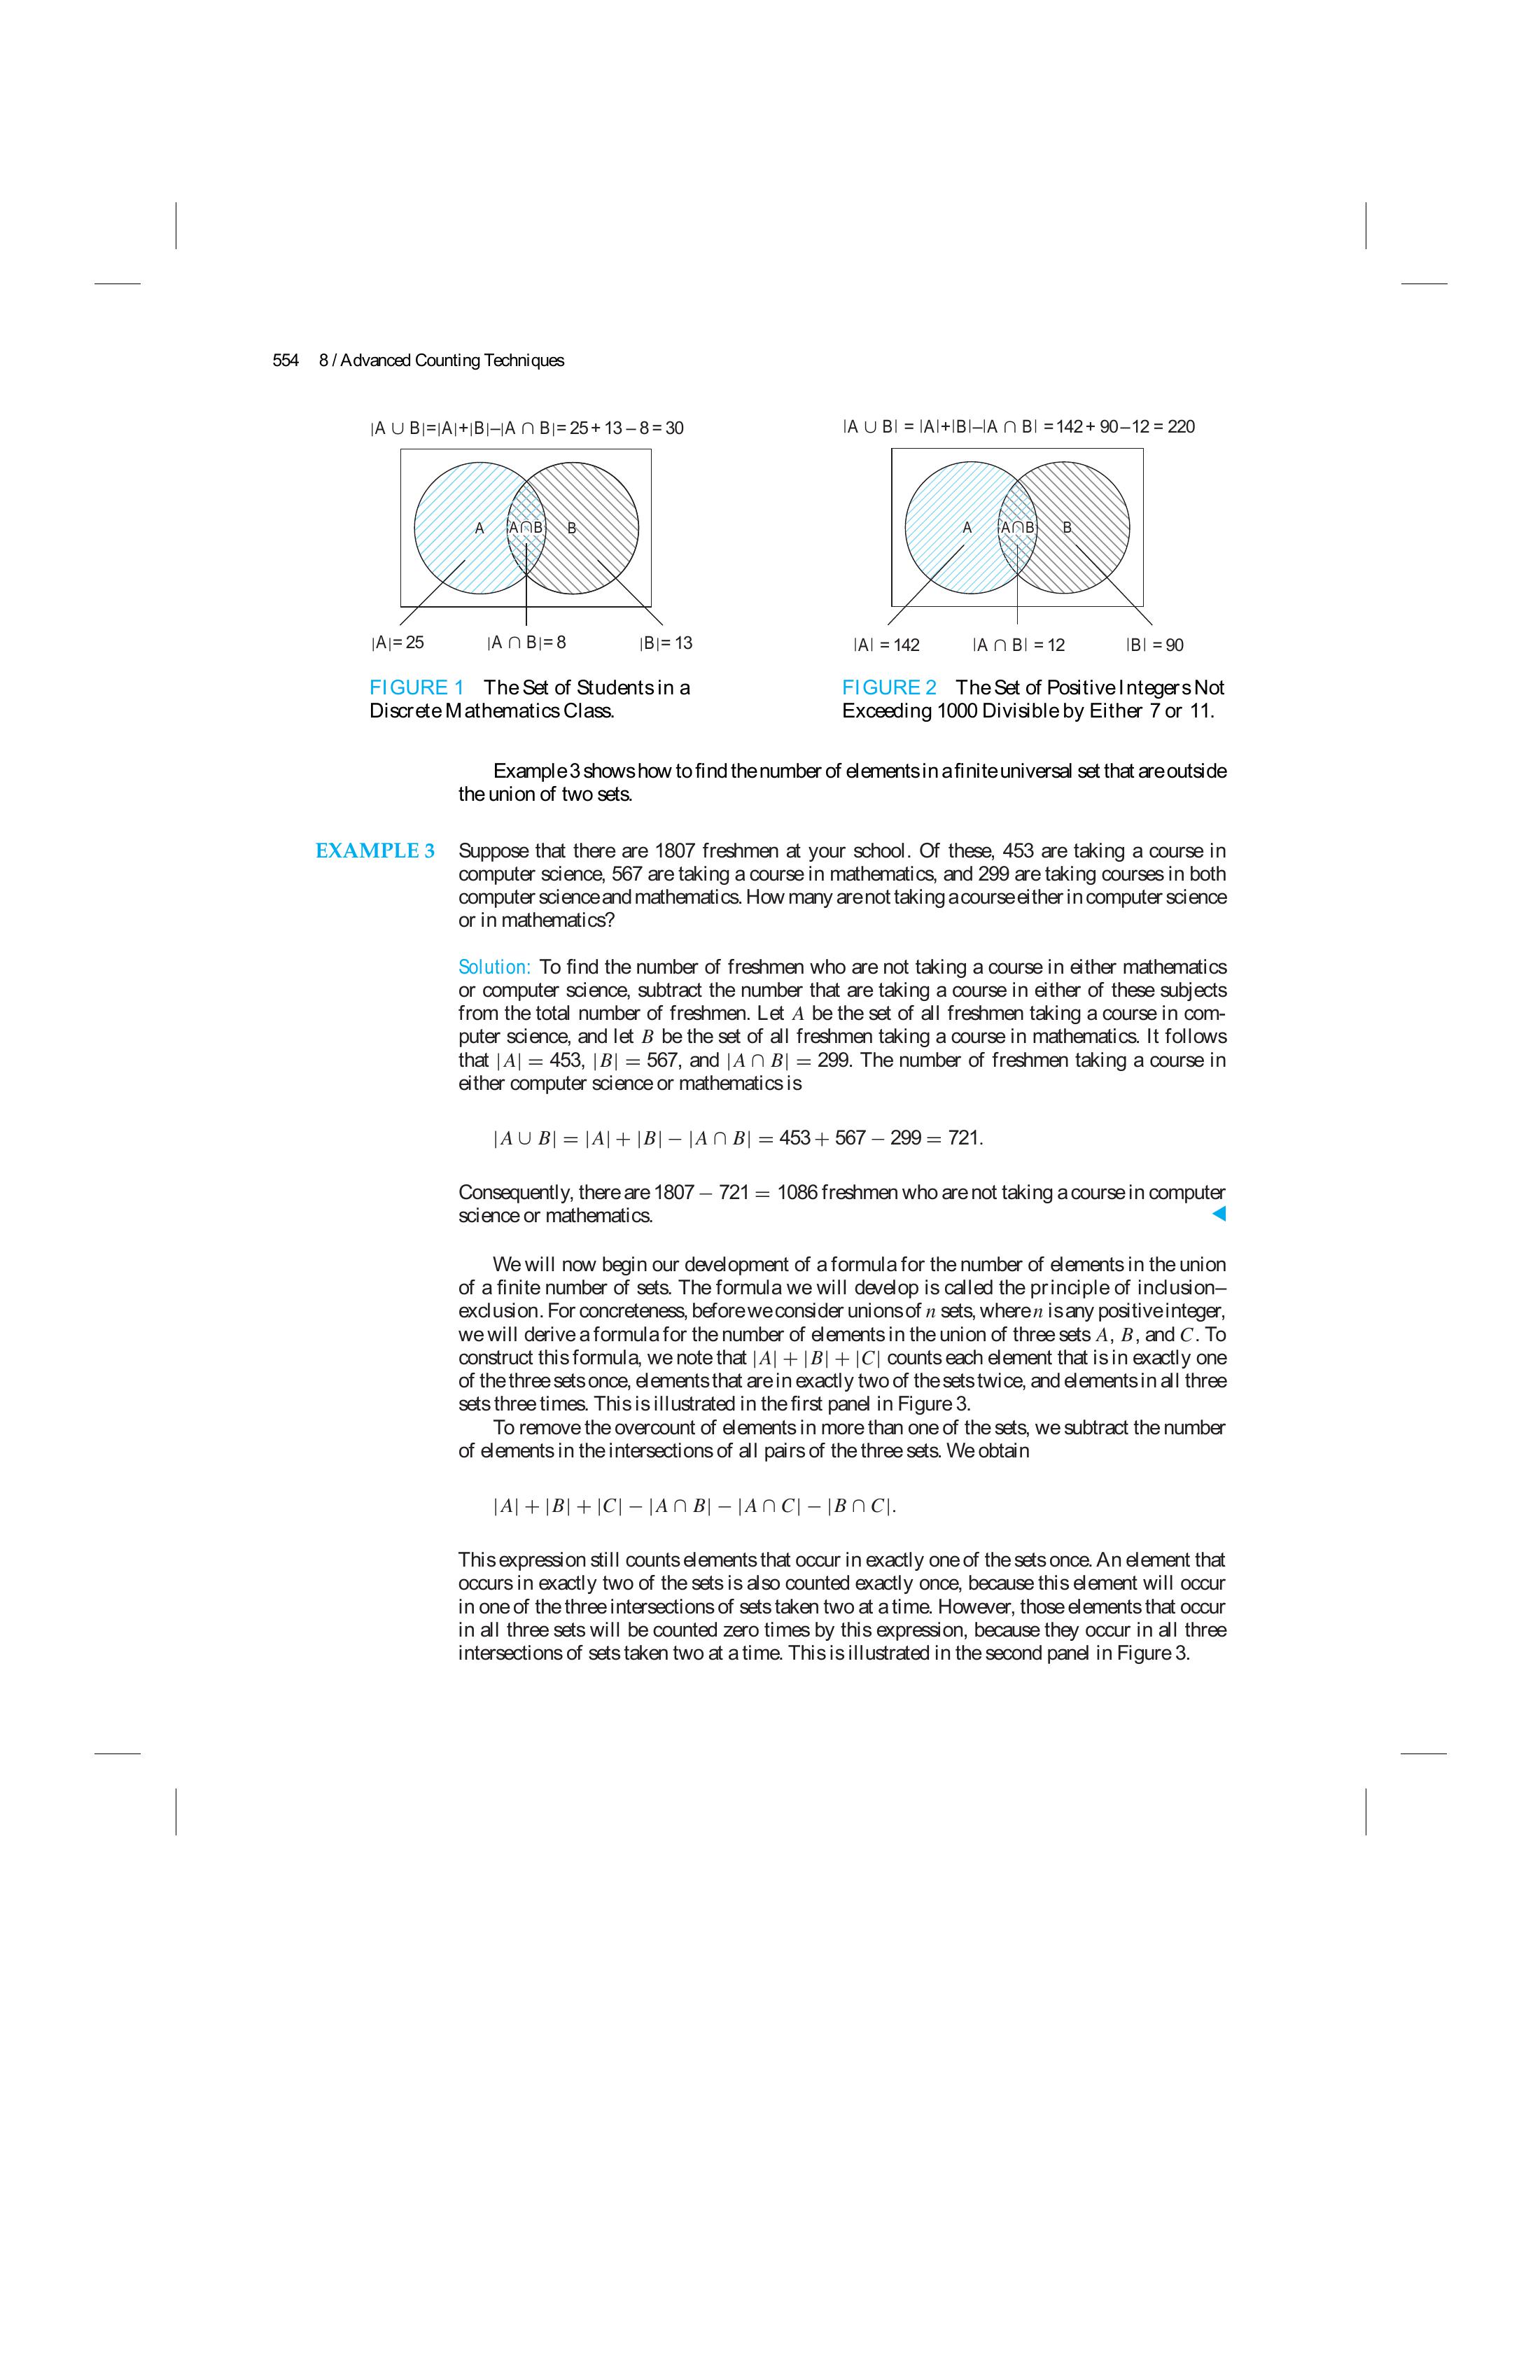 554 8 / Advanced Counting Techniques
|A ∪ B|=|A|+|B|–|A ∩ B|= 25 + 13 – 8 = 30
A A∩B B
|A|= 25 |A ∩ B|= 8 |B|= 13
FIGURE 1 The Set of Students in a
Discrete Mathematics Class.
|A ∪ B| = |A|+|B|–|A ∩ B| = 142 + 90 – 12 = 220
A A∩B B
|A| = 142 |A ∩ B| = 12 |B| = 90
FIGURE 2 The Set of Positive Integers Not
Exceeding 1000 Divisible by Either 7 or 11.
Example 3 shows how to find the number of elements in a finite universal set that are outside
the union of two sets.
EXAMPLE 3 Suppose that there are 1807 freshmen at your school. Of these, 453 are taking a course in
computer science, 567 are taking a course in mathematics, and 299 are taking courses in both
computer science and mathematics. How many are not taking a course either in computer science
or in mathematics?
Solution: To find the number of freshmen who are not taking a course in either mathematics
or computer science, subtract the number that are taking a course in either of these subjects
from the total number of freshmen. Let A be the set of all freshmen taking a course in com-
puter science, and let B be the set of all freshmen taking a course in mathematics. It follows
that |A| = 453, |B| = 567, and |A ∩ B| = 299. The number of freshmen taking a course in
either computer science or mathematics is
|A ∪ B| = |A| + |B| − |A ∩ B| = 453 + 567 − 299 = 721.
Consequently, there are 1807 − 721 = 1086 freshmen who are not taking a course in computer
science or mathematics.
We will now begin our development of a formula for the number of elements in the union
of a finite number of sets. The formula we will develop is called the principle of inclusion–
exclusion. For concreteness, before we consider unions of n sets, where n is any positive integer,
we will derive a formula for the number of elements in the union of three sets A, B, and C. To
construct this formula, we note that |A| + |B| + |C| counts each element that is in exactly one
of the three sets once, elements that are in exactly two of the sets twice, and elements in all three
sets three times. This is illustrated in the first panel in Figure 3.
To remove the overcount of elements in more than one of the sets, we subtract the number
of elements in the intersections of all pairs of the three sets. We obtain
|A| + |B| + |C| − |A ∩ B| − |A ∩ C| − |B ∩ C|.
This expression still counts elements that occur in exactly one of the sets once. An element that
occurs in exactly two of the sets is also counted exactly once, because this element will occur
in one of the three intersections of sets taken two at a time. However, those elements that occur
in all three sets will be counted zero times by this expression, because they occur in all three
intersections of sets taken two at a time. This is illustrated in the second panel in Figure 3.